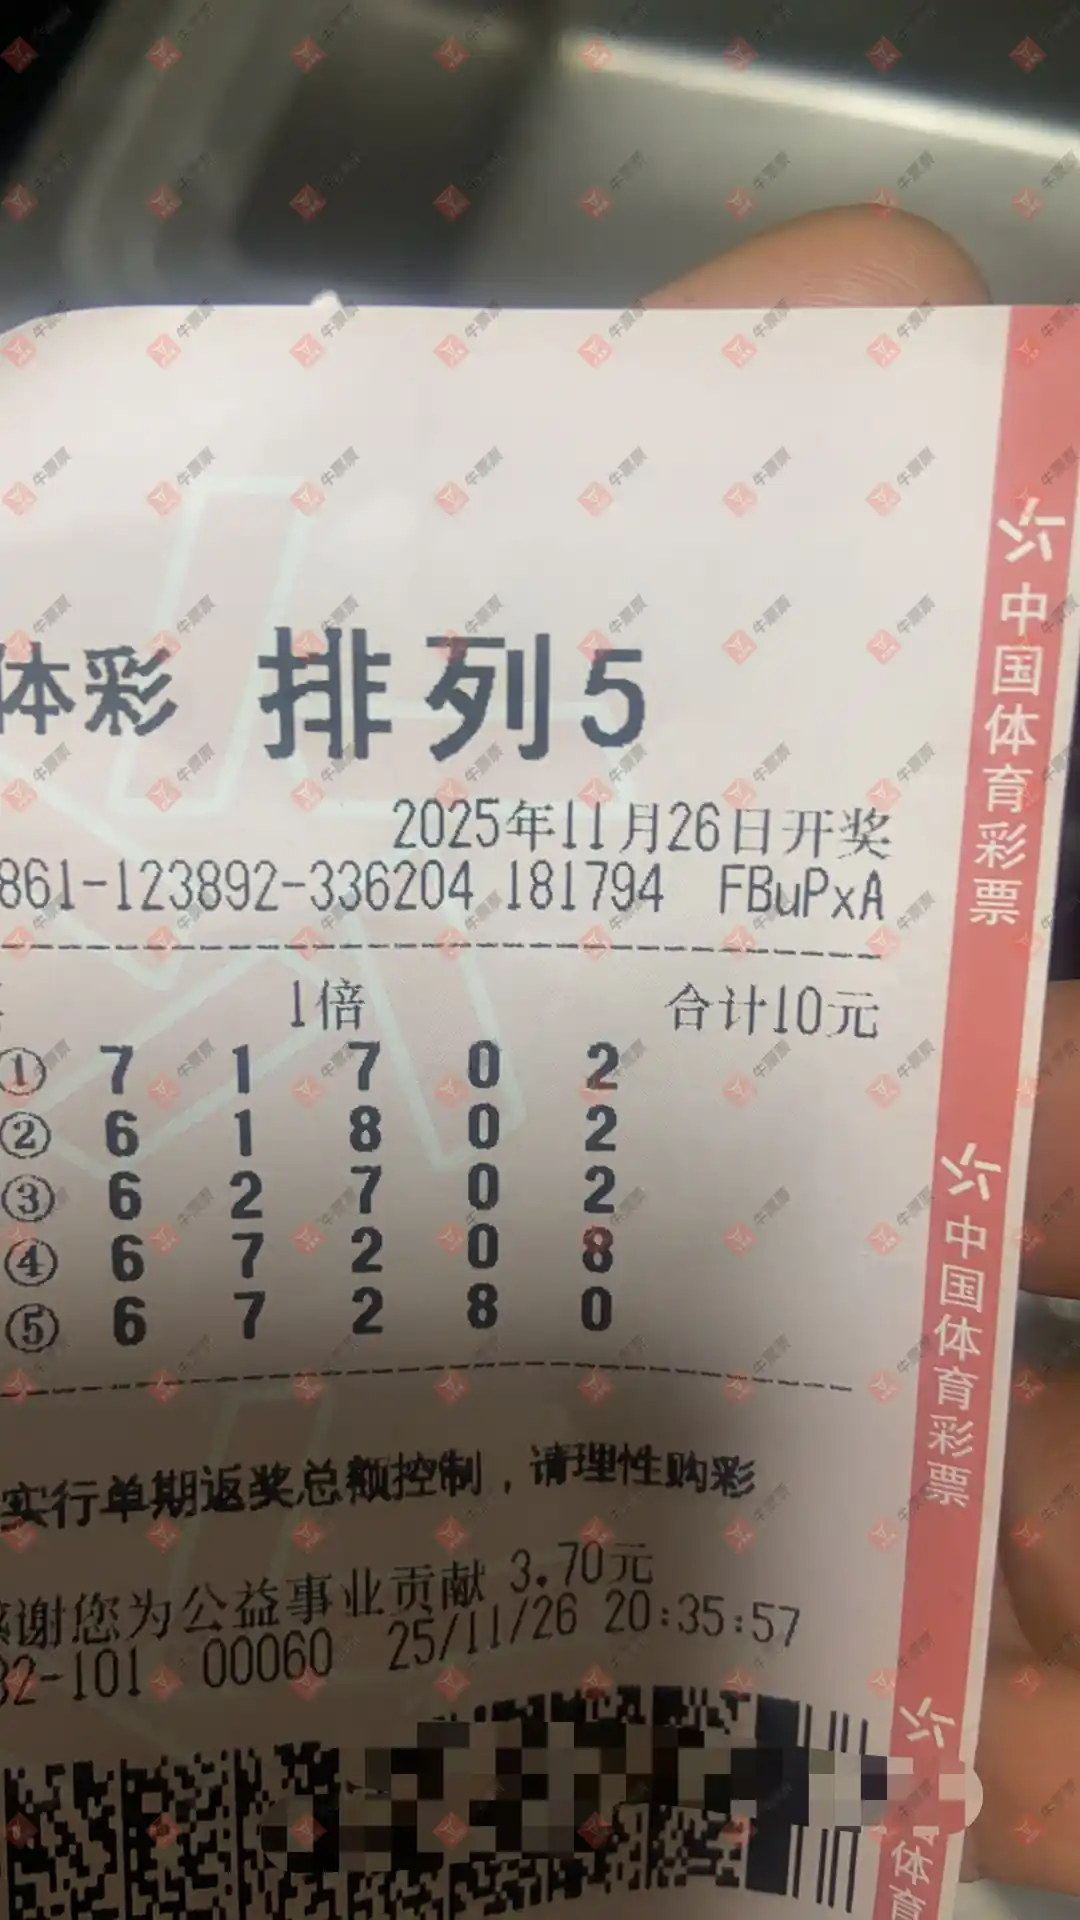 体彩 排列5
2025年11月26日开奖
861-123892-336204 181794 FBuPxA
1倍 合计10元
① 7 1 7 0 2
② 6 1 8 0 2
③ 6 2 7 0 2
④ 6 7 2 0 8
⑤ 6 7 2 8 0
实行单期返奖总额控制，请理性购彩
感谢您为公益事业贡献 3.70元
32-101 00060 25/11/26 20:35:57
中国体育彩票
中国体育彩票
体育
牛票票